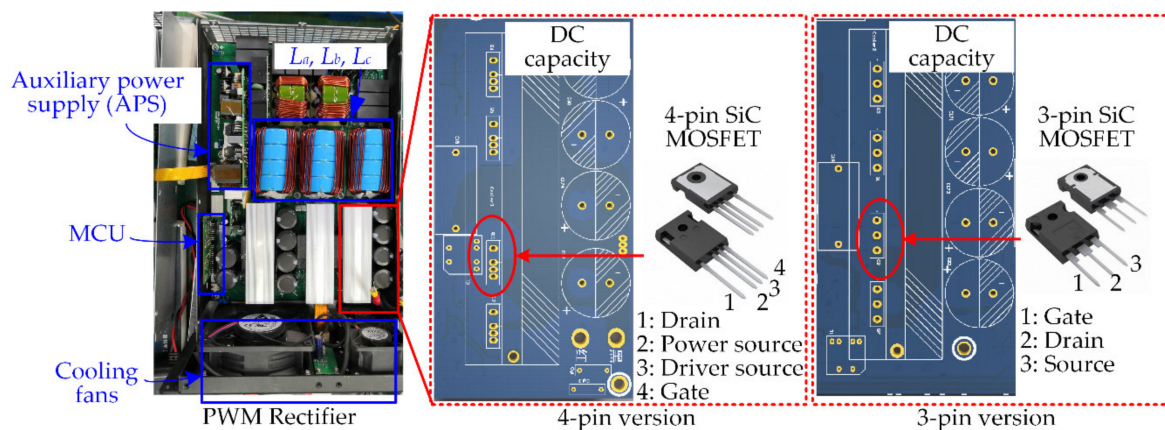 Auxiliary power
supply (APS)
MCU
Cooling
fans
La, Lb, Lc
PWM Rectifier
DC
capacity
4-pin SiC
MOSFET
4
3
1 2
1: Drain
2: Power source
3: Driver source
4: Gate
4-pin version
DC
capacity
3-pin SiC
MOSFET
3
1 2
1: Gate
2: Drain
3: Source
3-pin version